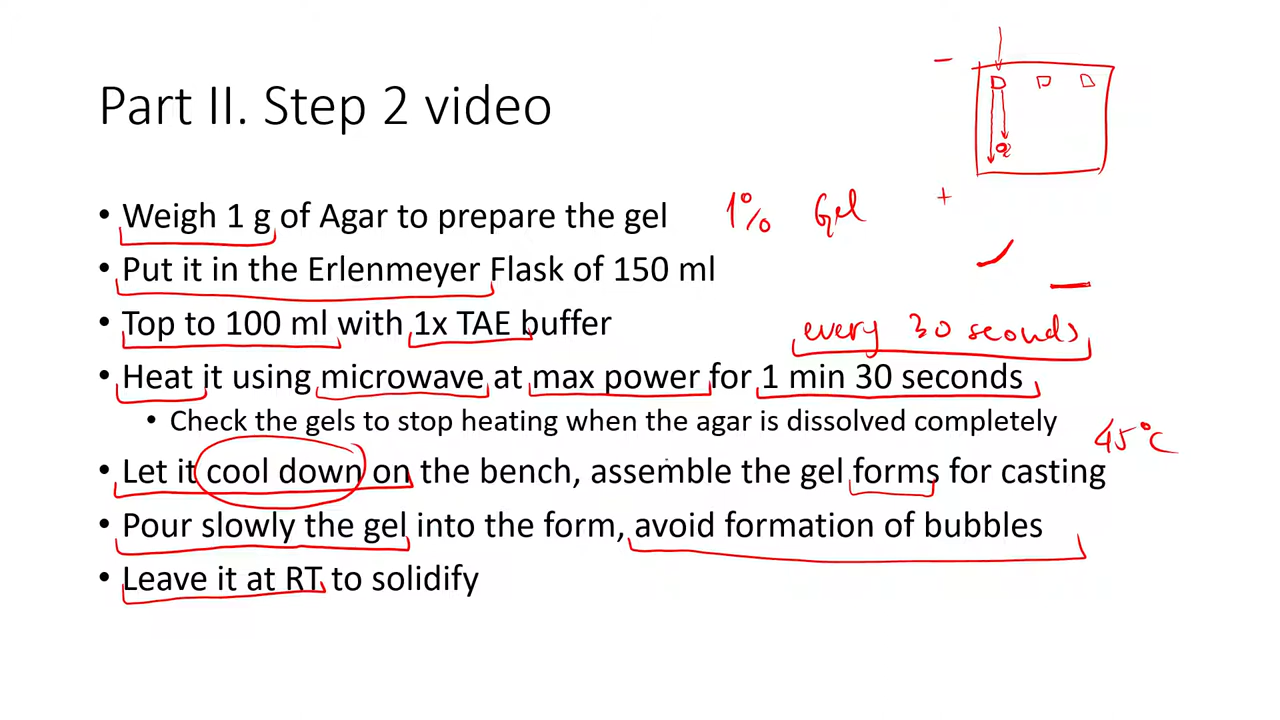 Part II. Step 2 video
−
+
• Weigh 1 g of Agar to prepare the gel 1% Gel
• Put it in the Erlenmeyer Flask of 150 ml
• Top to 100 ml with 1x TAE buffer
every 30 seconds
• Heat it using microwave at max power for 1 min 30 seconds
• Check the gels to stop heating when the agar is dissolved completely
45°C
• Let it cool down on the bench, assemble the gel forms for casting
• Pour slowly the gel into the form, avoid formation of bubbles
• Leave it at RT to solidify